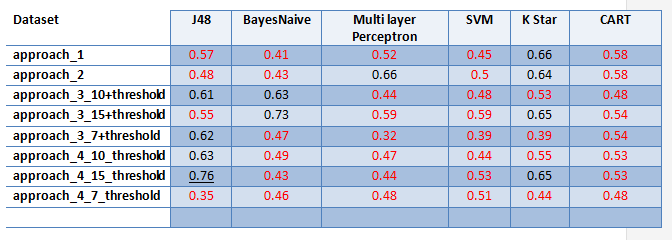 Dataset J48 BayesNaive Multi layer Perceptron SVM K Star CART
approach_1 0.57 0.41 0.52 0.45 0.66 0.58
approach_2 0.48 0.43 0.66 0.5 0.64 0.58
approach_3_10+threshold 0.61 0.63 0.44 0.48 0.53 0.48
approach_3_15+threshold 0.55 0.73 0.59 0.59 0.65 0.54
approach_3_7+threshold 0.62 0.47 0.32 0.39 0.39 0.54
approach_4_10_threshold 0.63 0.49 0.47 0.44 0.55 0.53
approach_4_15_threshold 0.76 0.43 0.44 0.53 0.65 0.53
approach_4_7_threshold 0.35 0.46 0.48 0.51 0.44 0.48